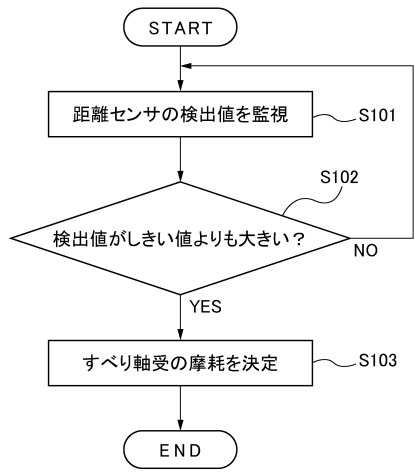 START
距離センサの検出値を監視
S101
S102
検出値がしきい値よりも大きい？
NO
YES
すべり軸受の摩耗を決定
S103
END